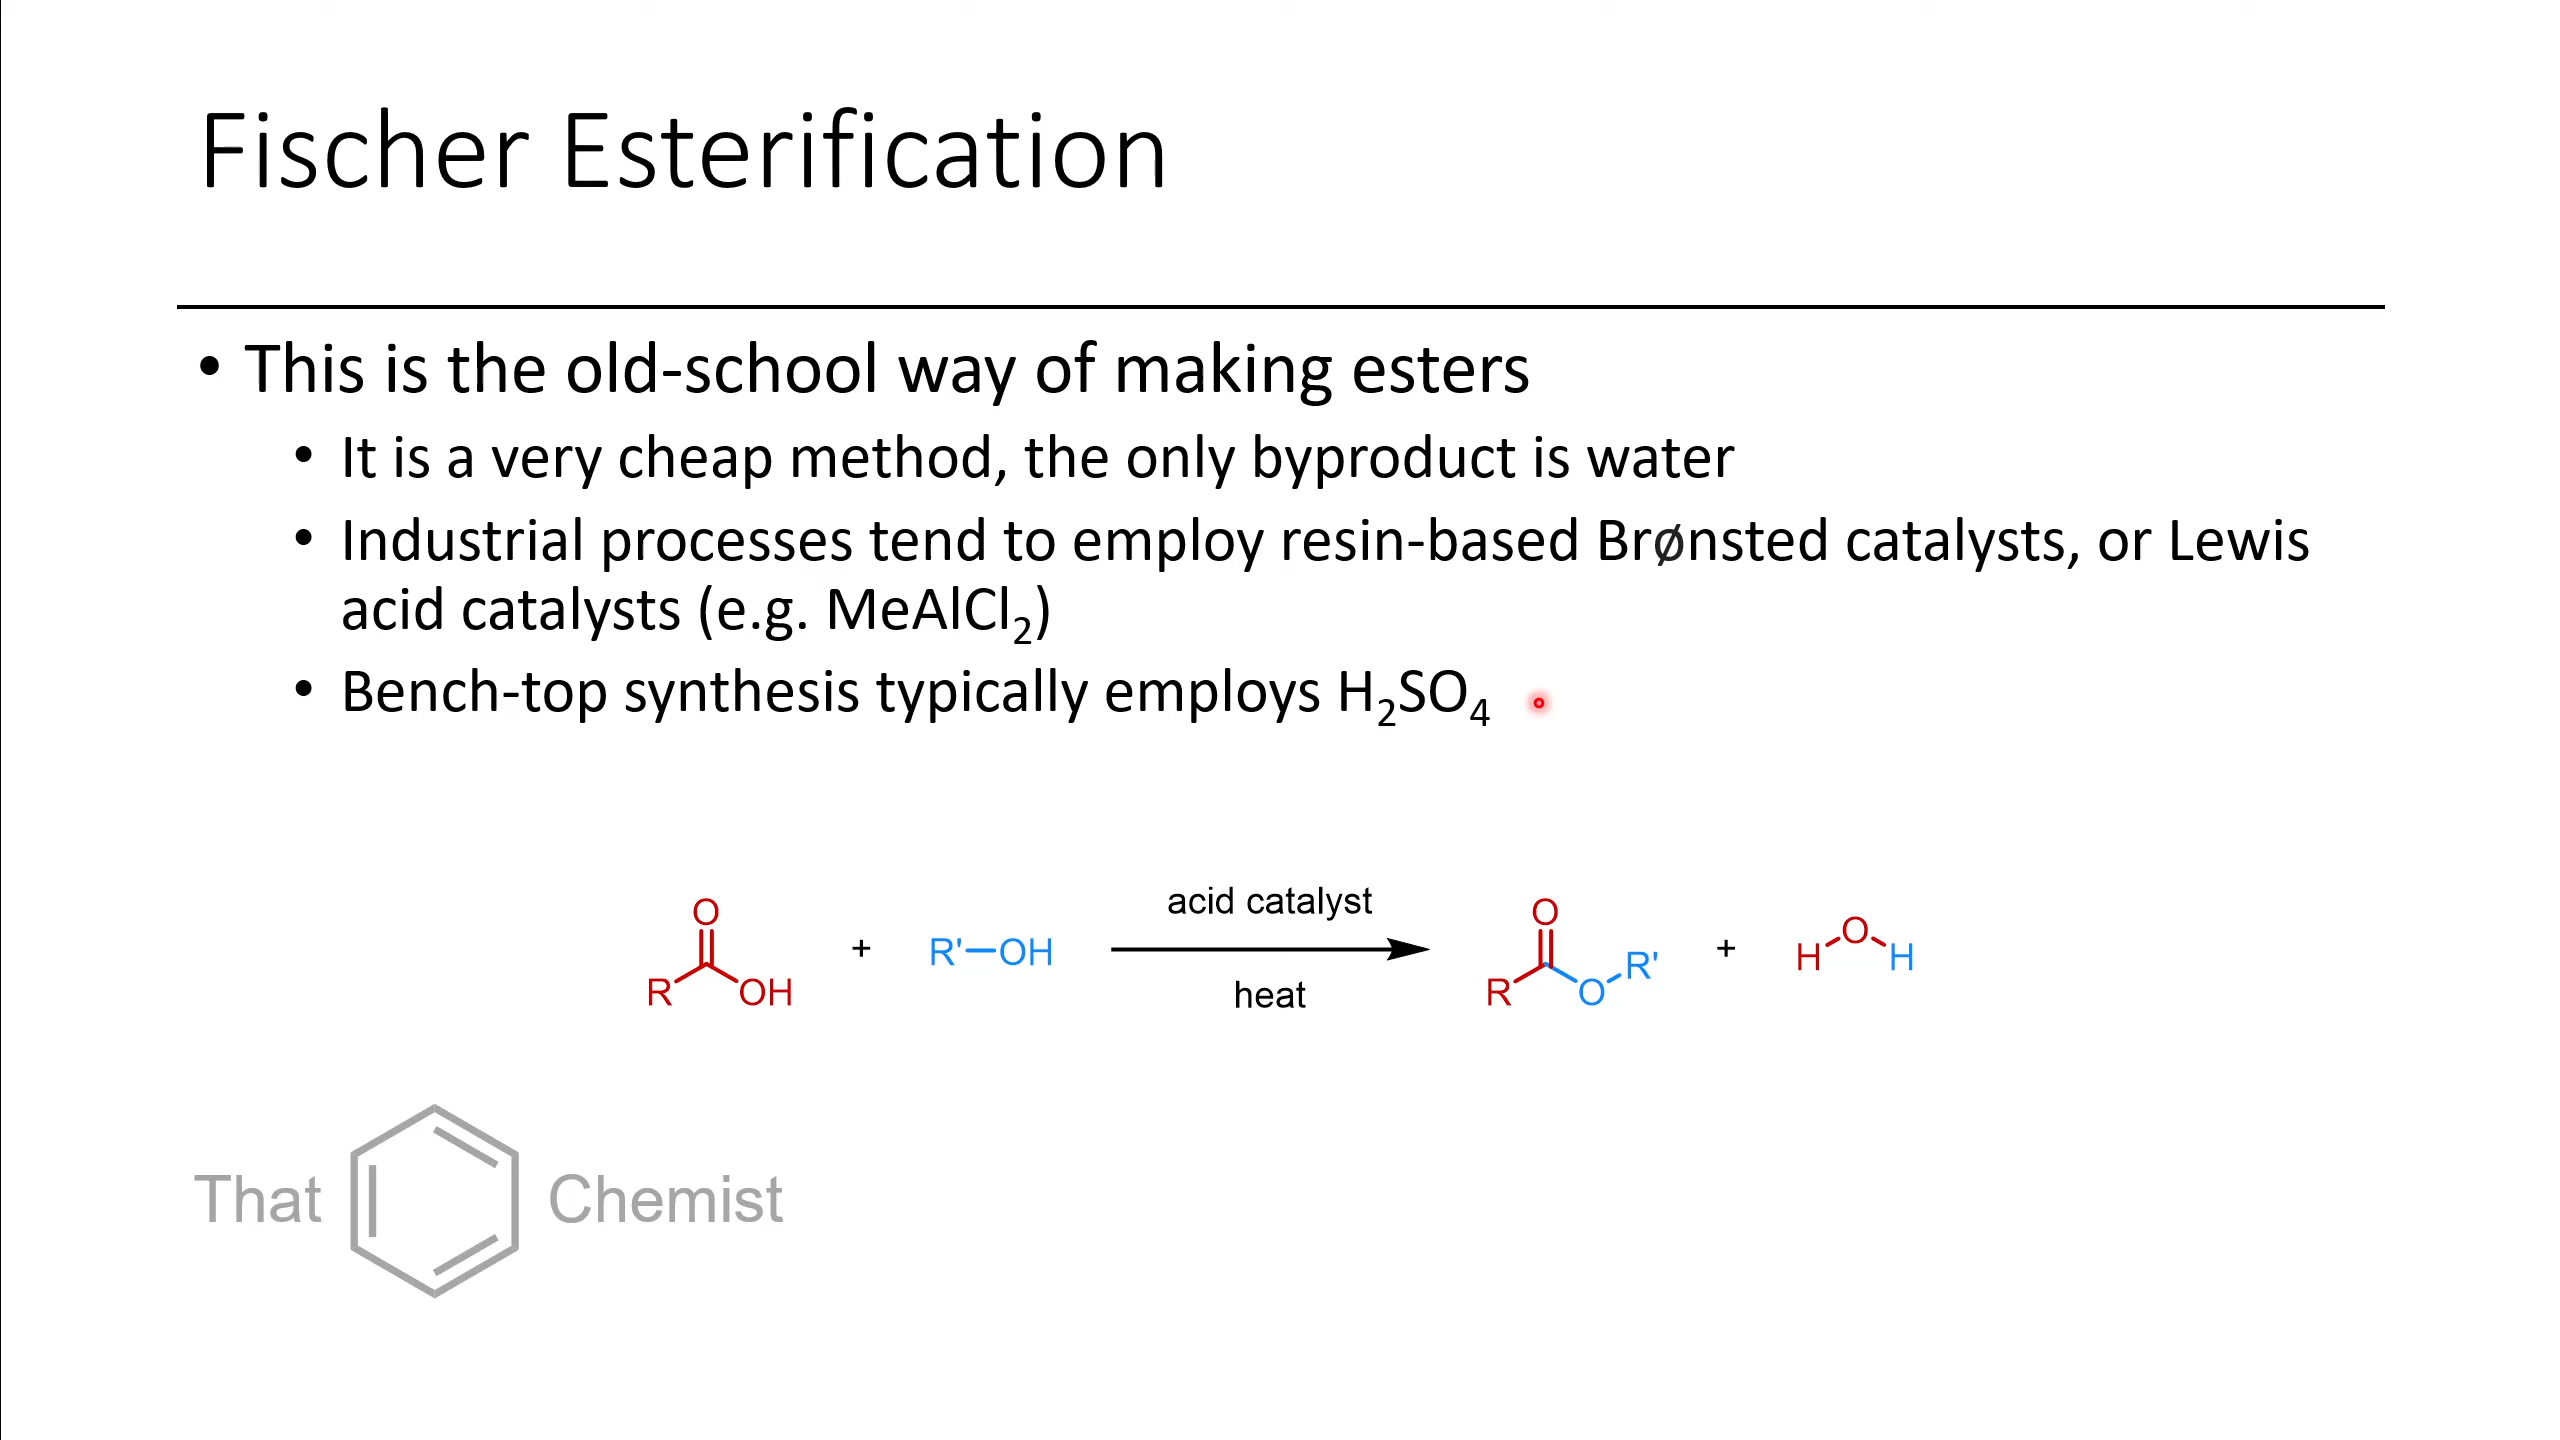 Fischer Esterification
• This is the old-school way of making esters
• It is a very cheap method, the only byproduct is water
• Industrial processes tend to employ resin-based Brønsted catalysts, or Lewis
acid catalysts (e.g. MeAlCl₂)
• Bench-top synthesis typically employs H₂SO₄
acid catalyst
O
R OH + R'—OH
heat
O
R O R' + H O H
That Chemist